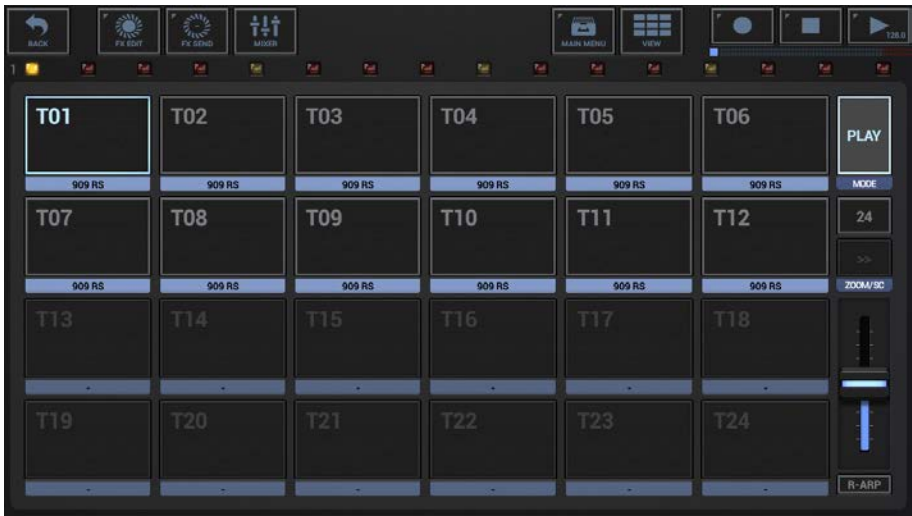 BACK
FX EDIT
FX SEND
MIXER
MAIN MENU
VIEW
128.0
1
T01 T02 T03 T04 T05 T06
PLAY
909 RS 909 RS 909 RS 909 RS 909 RS 909 RS MODE
T07 T08 T09 T10 T11 T12 24
>>
909 RS 909 RS 909 RS 909 RS 909 RS 909 RS ZOOM/SC
T13 T14 T15 T16 T17 T18
- - - - - -
T19 T20 T21 T22 T23 T24
- - - - - - R-ARP